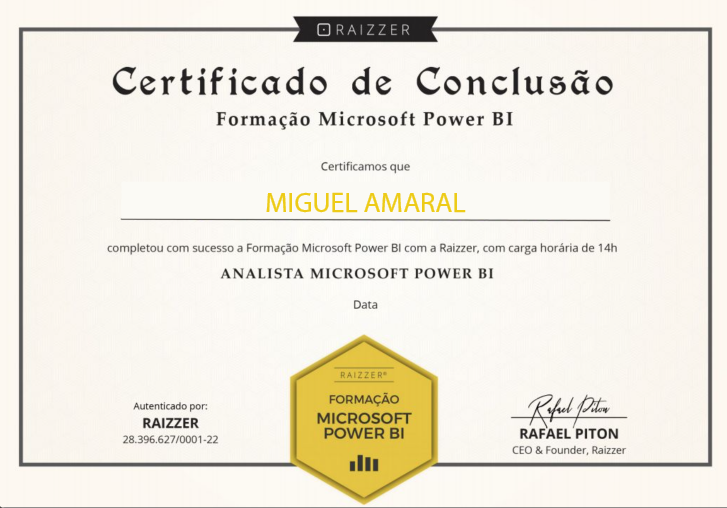 RAIZZER
Certificado de Conclusão
Formação Microsoft Power BI
Certificamos que
MIGUEL AMARAL
completou com sucesso a Formação Microsoft Power BI com a Raizzer, com carga horária de 14h
ANALISTA MICROSOFT POWER BI
Data
RAIZZER®
FORMAÇÃO
MICROSOFT
POWER BI
Autenticado por:
RAIZZER
28.396.627/0001-22
Rafael Piton
RAFAEL PITON
CEO & Founder, Raizzer